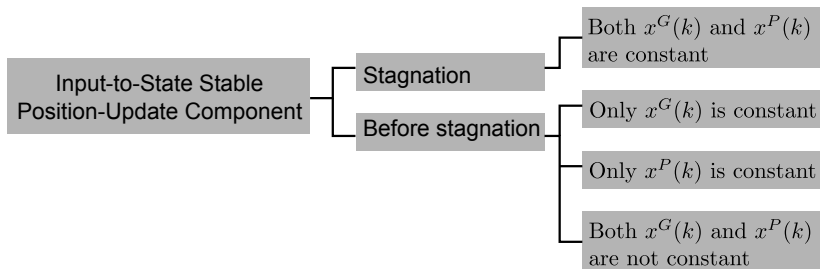 Input-to-State Stable
Position-Update Component
Stagnation
Before stagnation
Both $x^G(k)$ and $x^P(k)$
are constant
Only $x^G(k)$ is constant
Only $x^P(k)$ is constant
Both $x^G(k)$ and $x^P(k)$
are not constant